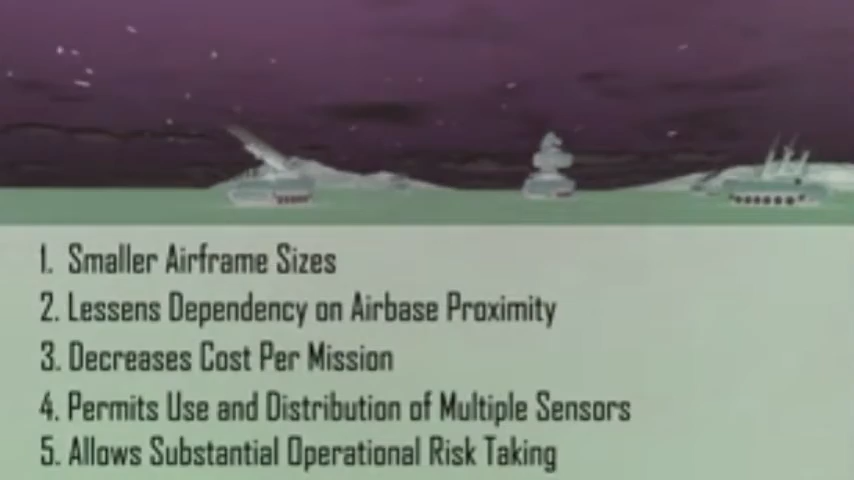 1. Smaller Airframe Sizes
2. Lessens Dependency on Airbase Proximity
3. Decreases Cost Per Mission
4. Permits Use and Distribution of Multiple Sensors
5. Allows Substantial Operational Risk Taking